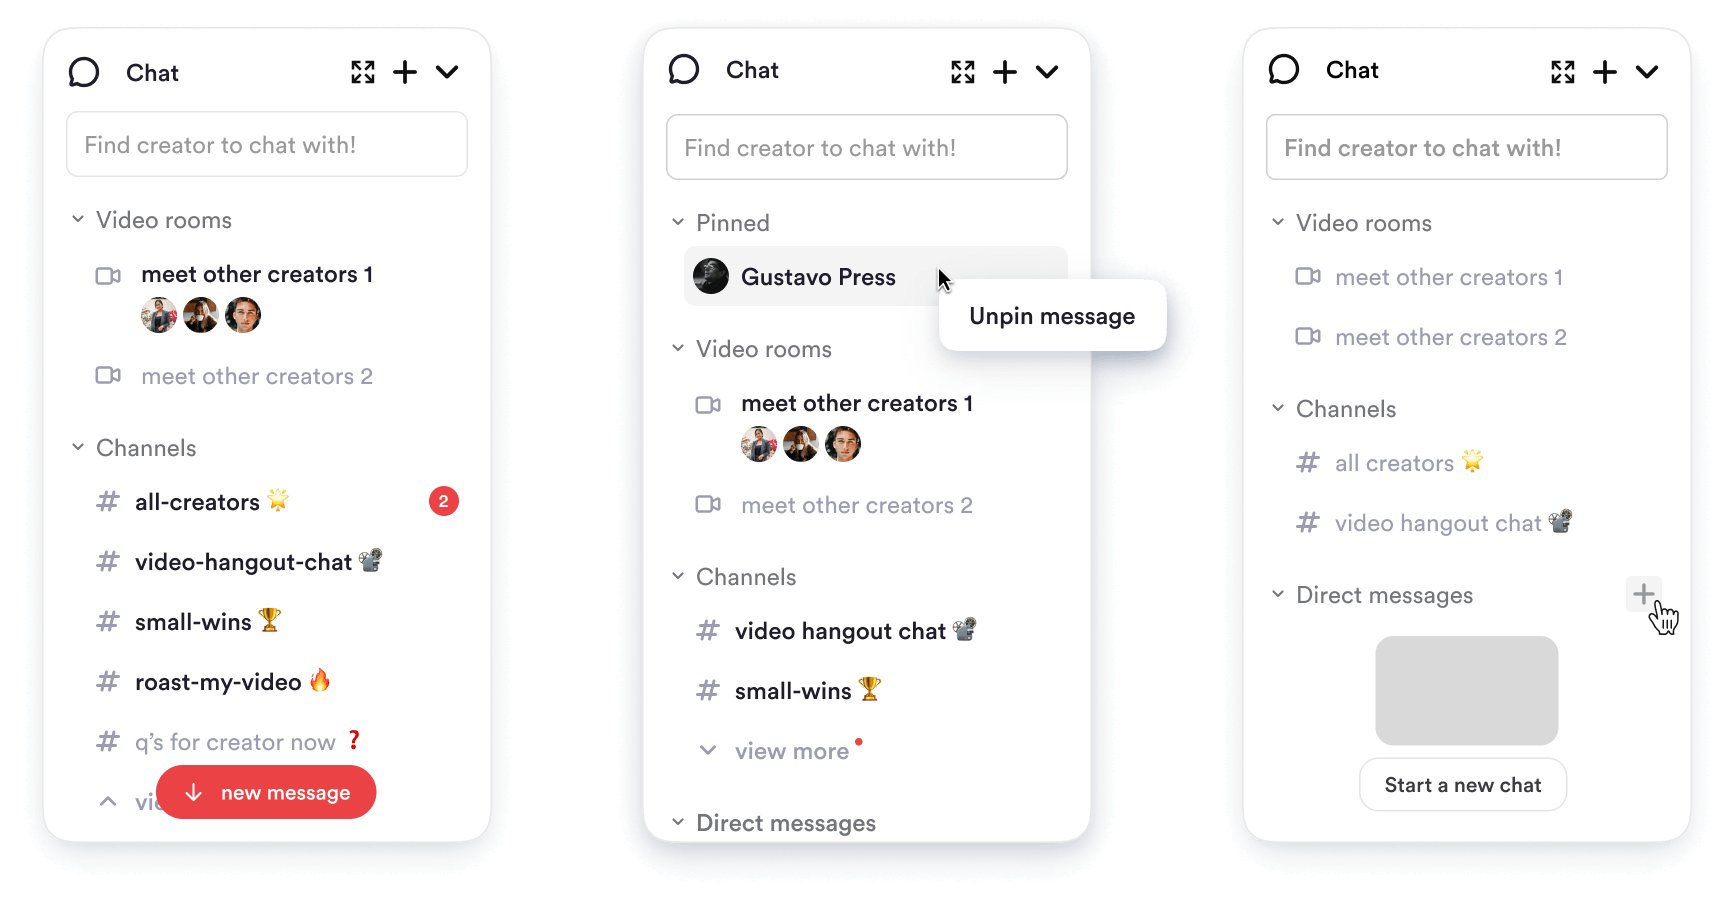 Chat
Find creator to chat with!
Video rooms
meet other creators 1
meet other creators 2
Channels
# all-creators 🌟 2
# video-hangout-chat 📽️
# small-wins 🏆
# roast-my-video 🔥
# q's for creator now ❓
new message
Chat
Find creator to chat with!
Pinned
Gustavo Press
Unpin message
Video rooms
meet other creators 1
meet other creators 2
Channels
# video hangout chat 📽️
# small-wins 🏆
view more
Direct messages
Chat
Find creator to chat with!
Video rooms
meet other creators 1
meet other creators 2
Channels
# all creators 🌟
# video hangout chat 📽️
Direct messages
Start a new chat